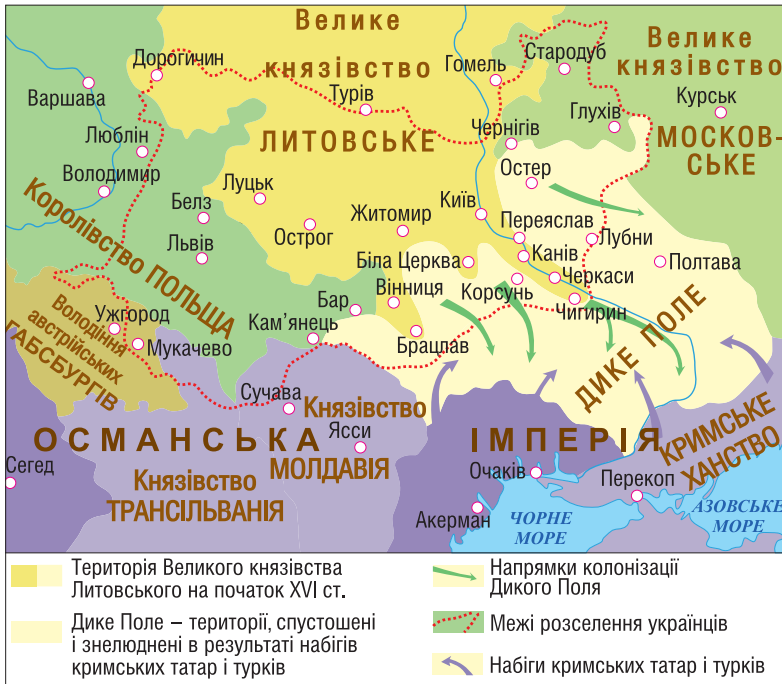 Велике
князівство
ЛИТОВСЬКЕ
Велике
князівство
МОСКОВ-
СЬКЕ
Дорогичин
Варшава
Турів
Гомель
Стародуб
Курськ
Глухів
Чернігів
Люблін
Володимир
Остер
Луцьк
Белз
Київ
Житомир
Острог
Львів
Переяслав
Лубни
Канів
Полтава
Біла Церква
Черкаси
Королівство ПОЛЬЩА
Вінниця
Корсунь
Чигирин
Бар
Кам’янець
Брацлав
ДИКЕ ПОЛЕ
Ужгород
Мукачево
Володіння
австрійських
ГАБСБУРГІВ
Сучава
Князівство
МОЛДАВІЯ
Ясси
ОСМАНСЬКА ІМПЕРІЯ
КРИМСЬКЕ
ХАНСТВО
Сегед
Князівство
ТРАНСІЛЬВАНІЯ
Очаків
Перекоп
Акерман
ЧОРНЕ
МОРЕ
АЗОВСЬКЕ
МОРЕ
Територія Великого князівства
Литовського на початок XVI ст.
Дике Поле – території, спустошені
і знелюднені в результаті набігів
кримських татар і турків
Напрямки колонізації
Дикого Поля
Межі розселення українців
Набіги кримських татар і турків